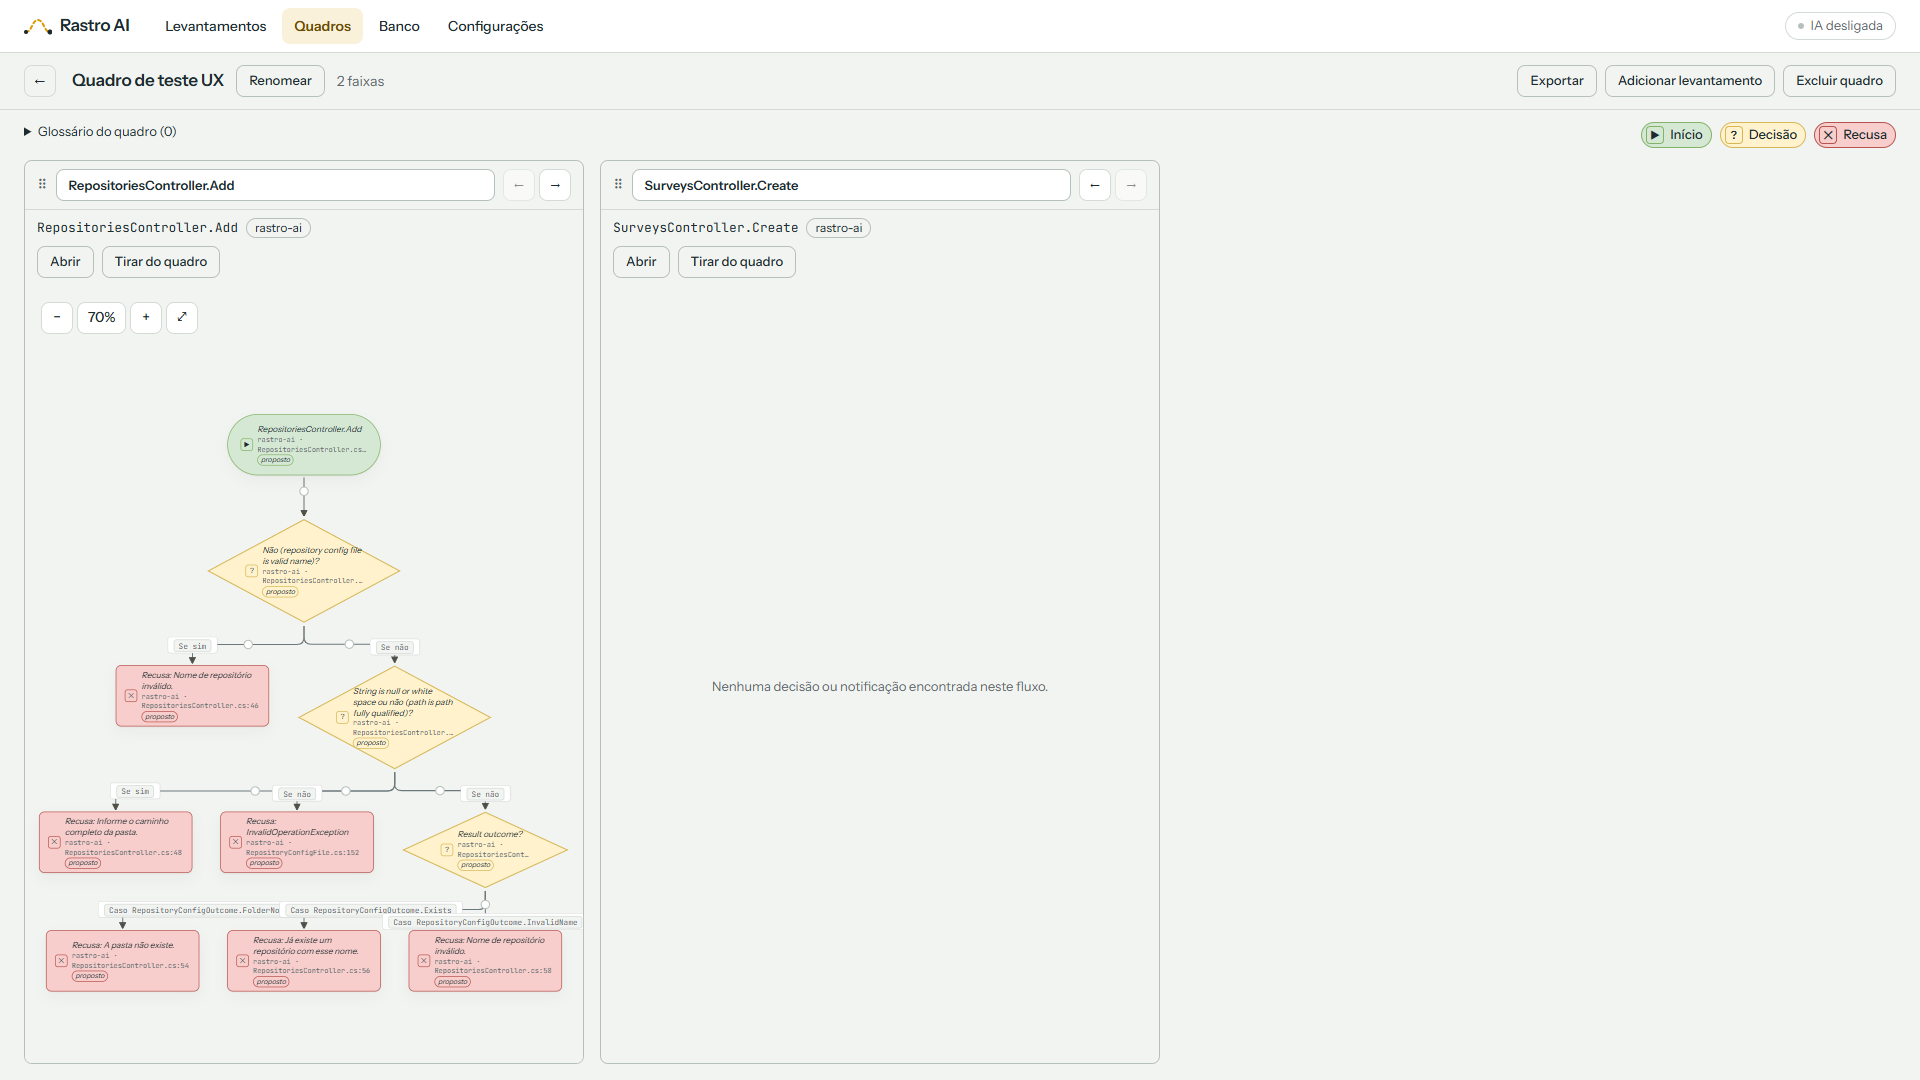 Rastro AI
Levantamentos
Quadros
Banco
Configurações
IA desligada
←
Quadro de teste UX
Renomear
2 faixas
Exportar
Adicionar levantamento
Excluir quadro
Glossário do quadro (0)
Início
? Decisão
Recusa
RepositoriesController.Add
← →
RepositoriesController.Add
rastro-ai
Abrir
Tirar do quadro
− 70% +
RepositoriesController.Add
rastro-ai ·
RepositoriesController.cs…
proposto
Não (repository config file
is valid name)?
?
rastro-ai ·
RepositoriesController.…
proposto
Se sim
Se não
Recusa: Nome de repositório
inválido.
rastro-ai ·
RepositoriesController.cs:46
proposto
String is null or white
space ou não (path is path
fully qualified)?
?
rastro-ai ·
RepositoriesController.…
proposto
Se sim
Se não
Se não
Recusa: Informe o caminho
completo da pasta.
rastro-ai ·
RepositoriesController.cs:48
proposto
Recusa:
InvalidOperationException
rastro-ai ·
RepositoryConfigFile.cs:152
proposto
Result outcome?
?
rastro-ai ·
RepositoriesCont…
proposto
Caso RepositoryConfigOutcome.FolderNo
Caso RepositoryConfigOutcome.Exists
Caso RepositoryConfigOutcome.InvalidName
Recusa: A pasta não existe.
rastro-ai ·
RepositoriesController.cs:54
proposto
Recusa: Já existe um
repositório com esse nome.
rastro-ai ·
RepositoriesController.cs:56
proposto
Recusa: Nome de repositório
inválido.
rastro-ai ·
RepositoriesController.cs:58
proposto
SurveysController.Create
← →
SurveysController.Create
rastro-ai
Abrir
Tirar do quadro
Nenhuma decisão ou notificação encontrada neste fluxo.